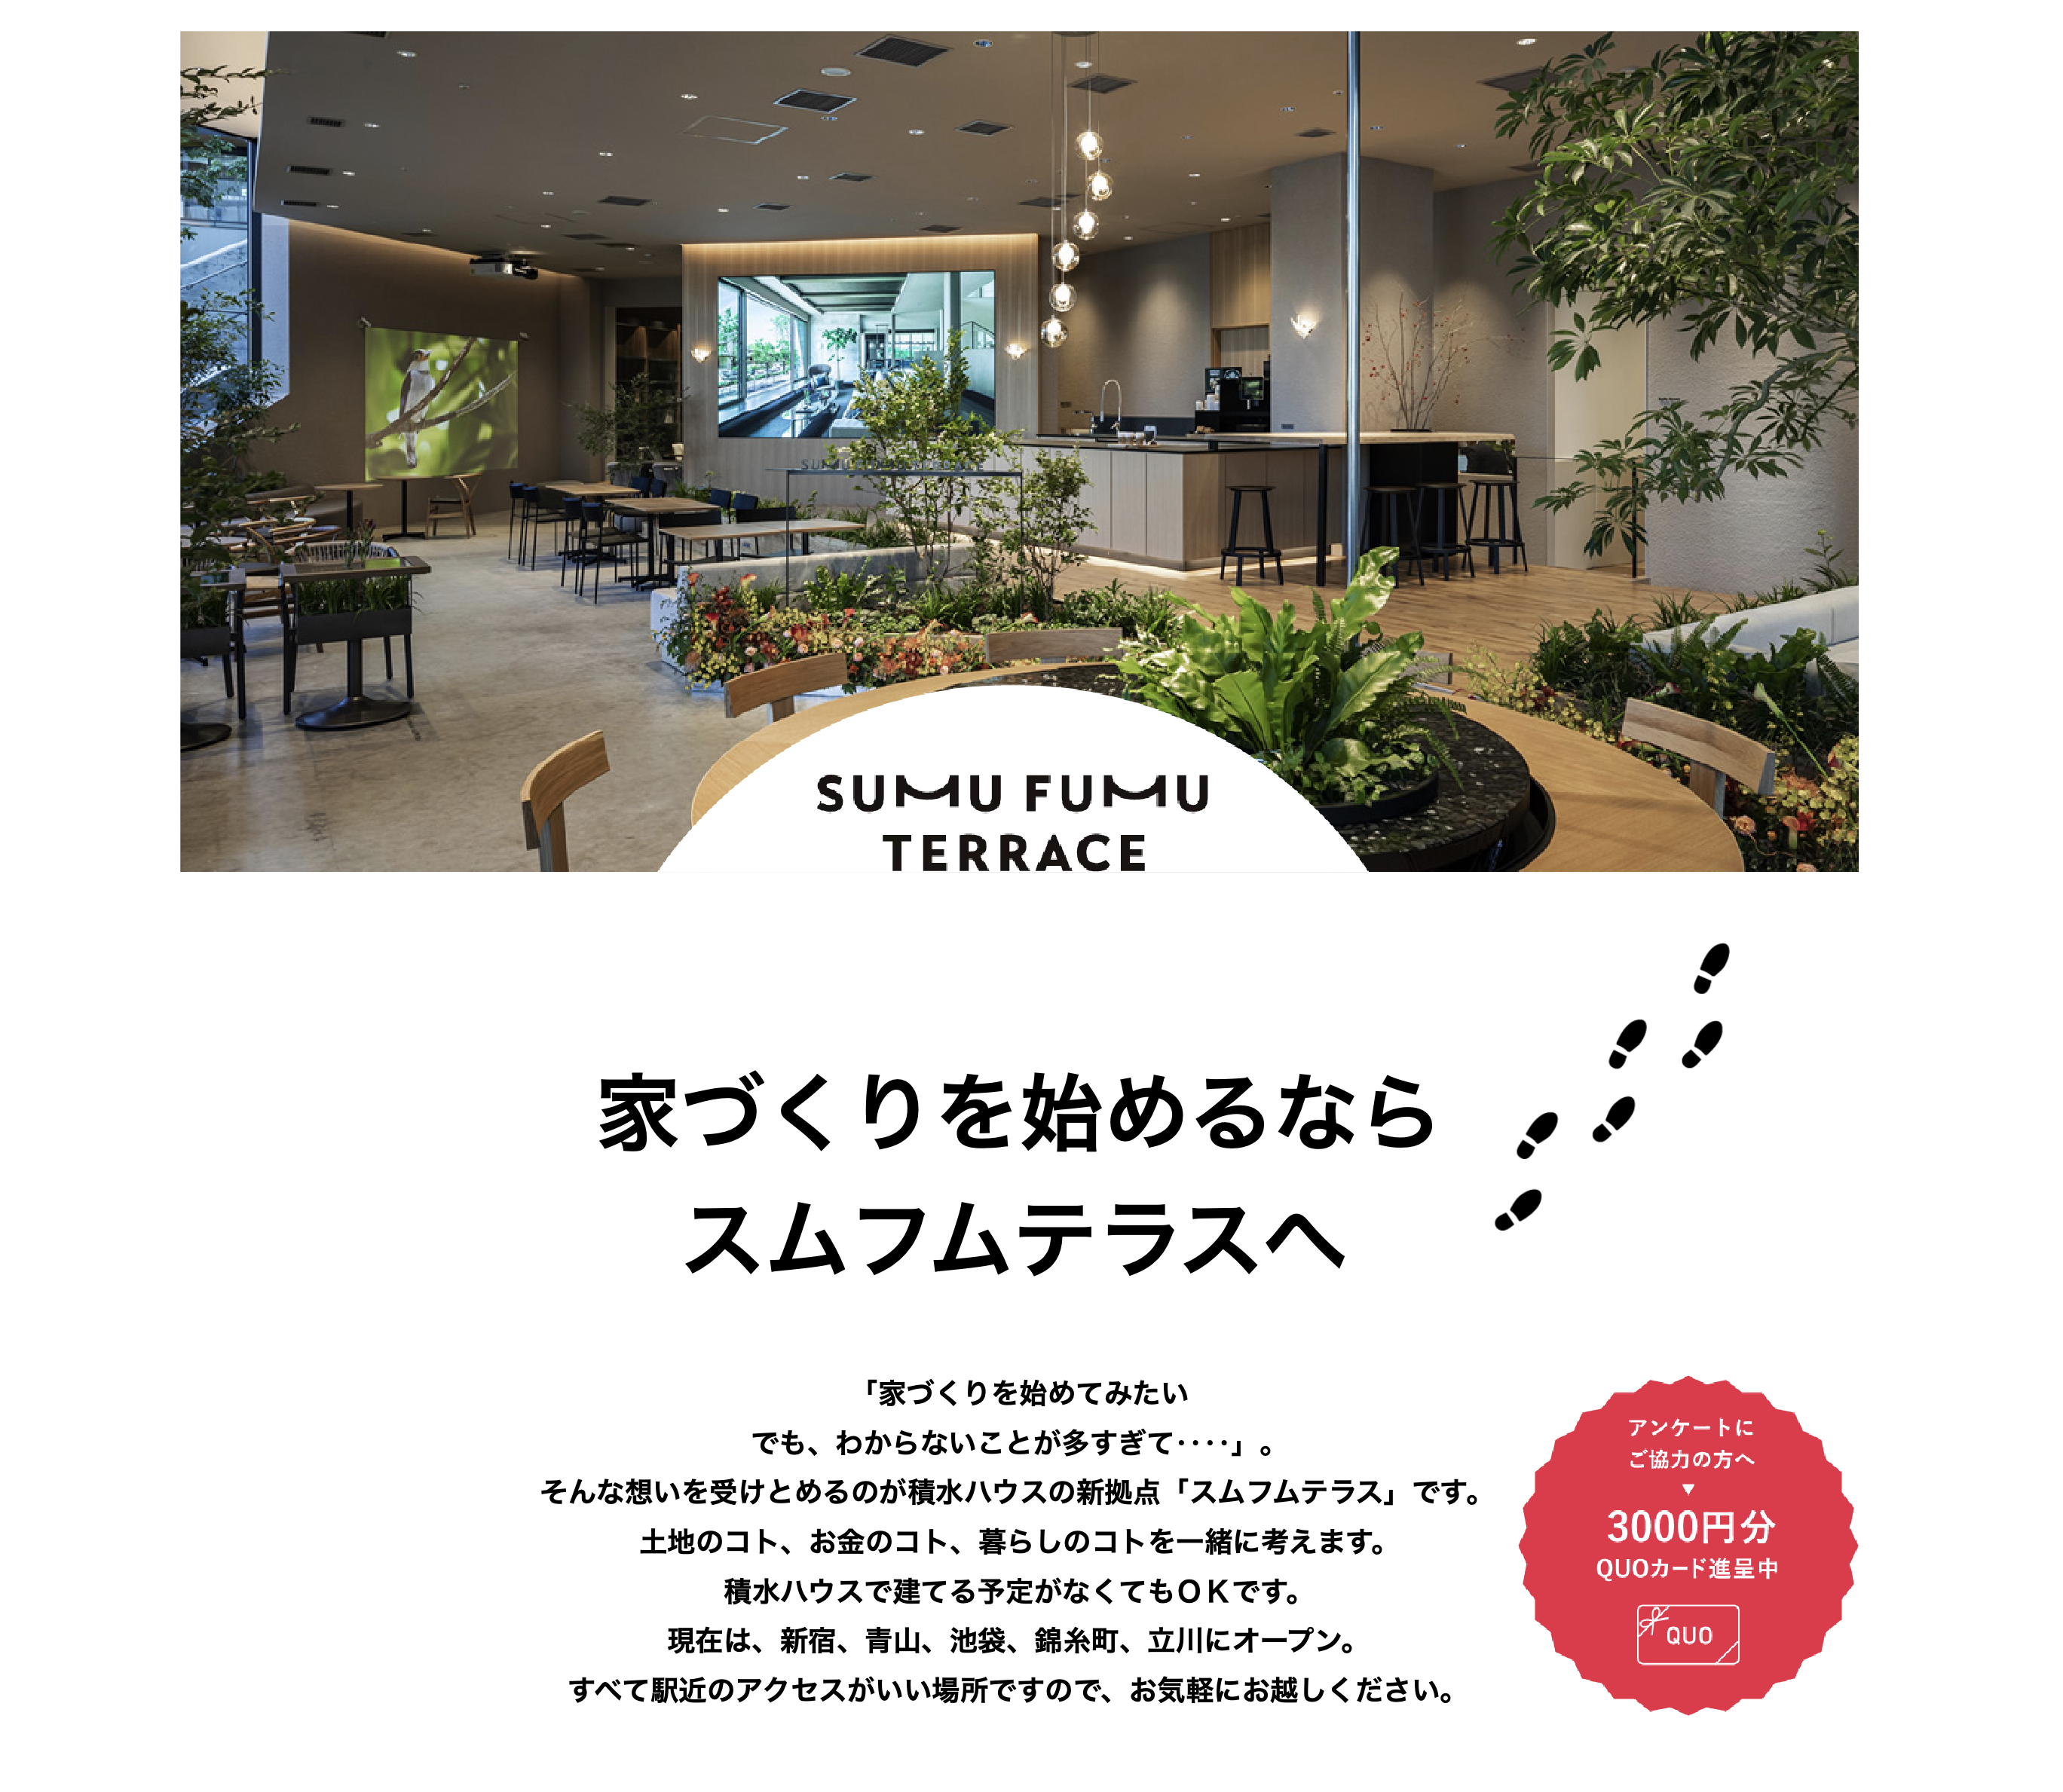 SUMU FUMU
TERRACE
家づくりを始めるなら
スムフムテラスへ
「家づくりを始めてみたい
でも、わからないことが多すぎて‥‥」。
そんな想いを受けとめるのが積水ハウスの新拠点「スムフムテラス」です。
土地のコト、お金のコト、暮らしのコトを一緒に考えます。
積水ハウスで建てる予定がなくてもＯＫです。
現在は、新宿、青山、池袋、錦糸町、立川にオープン。
すべて駅近のアクセスがいい場所ですので、お気軽にお越しください。
アンケートに
ご協力の方へ
▼
3000円分
QUOカード進呈中
QUO